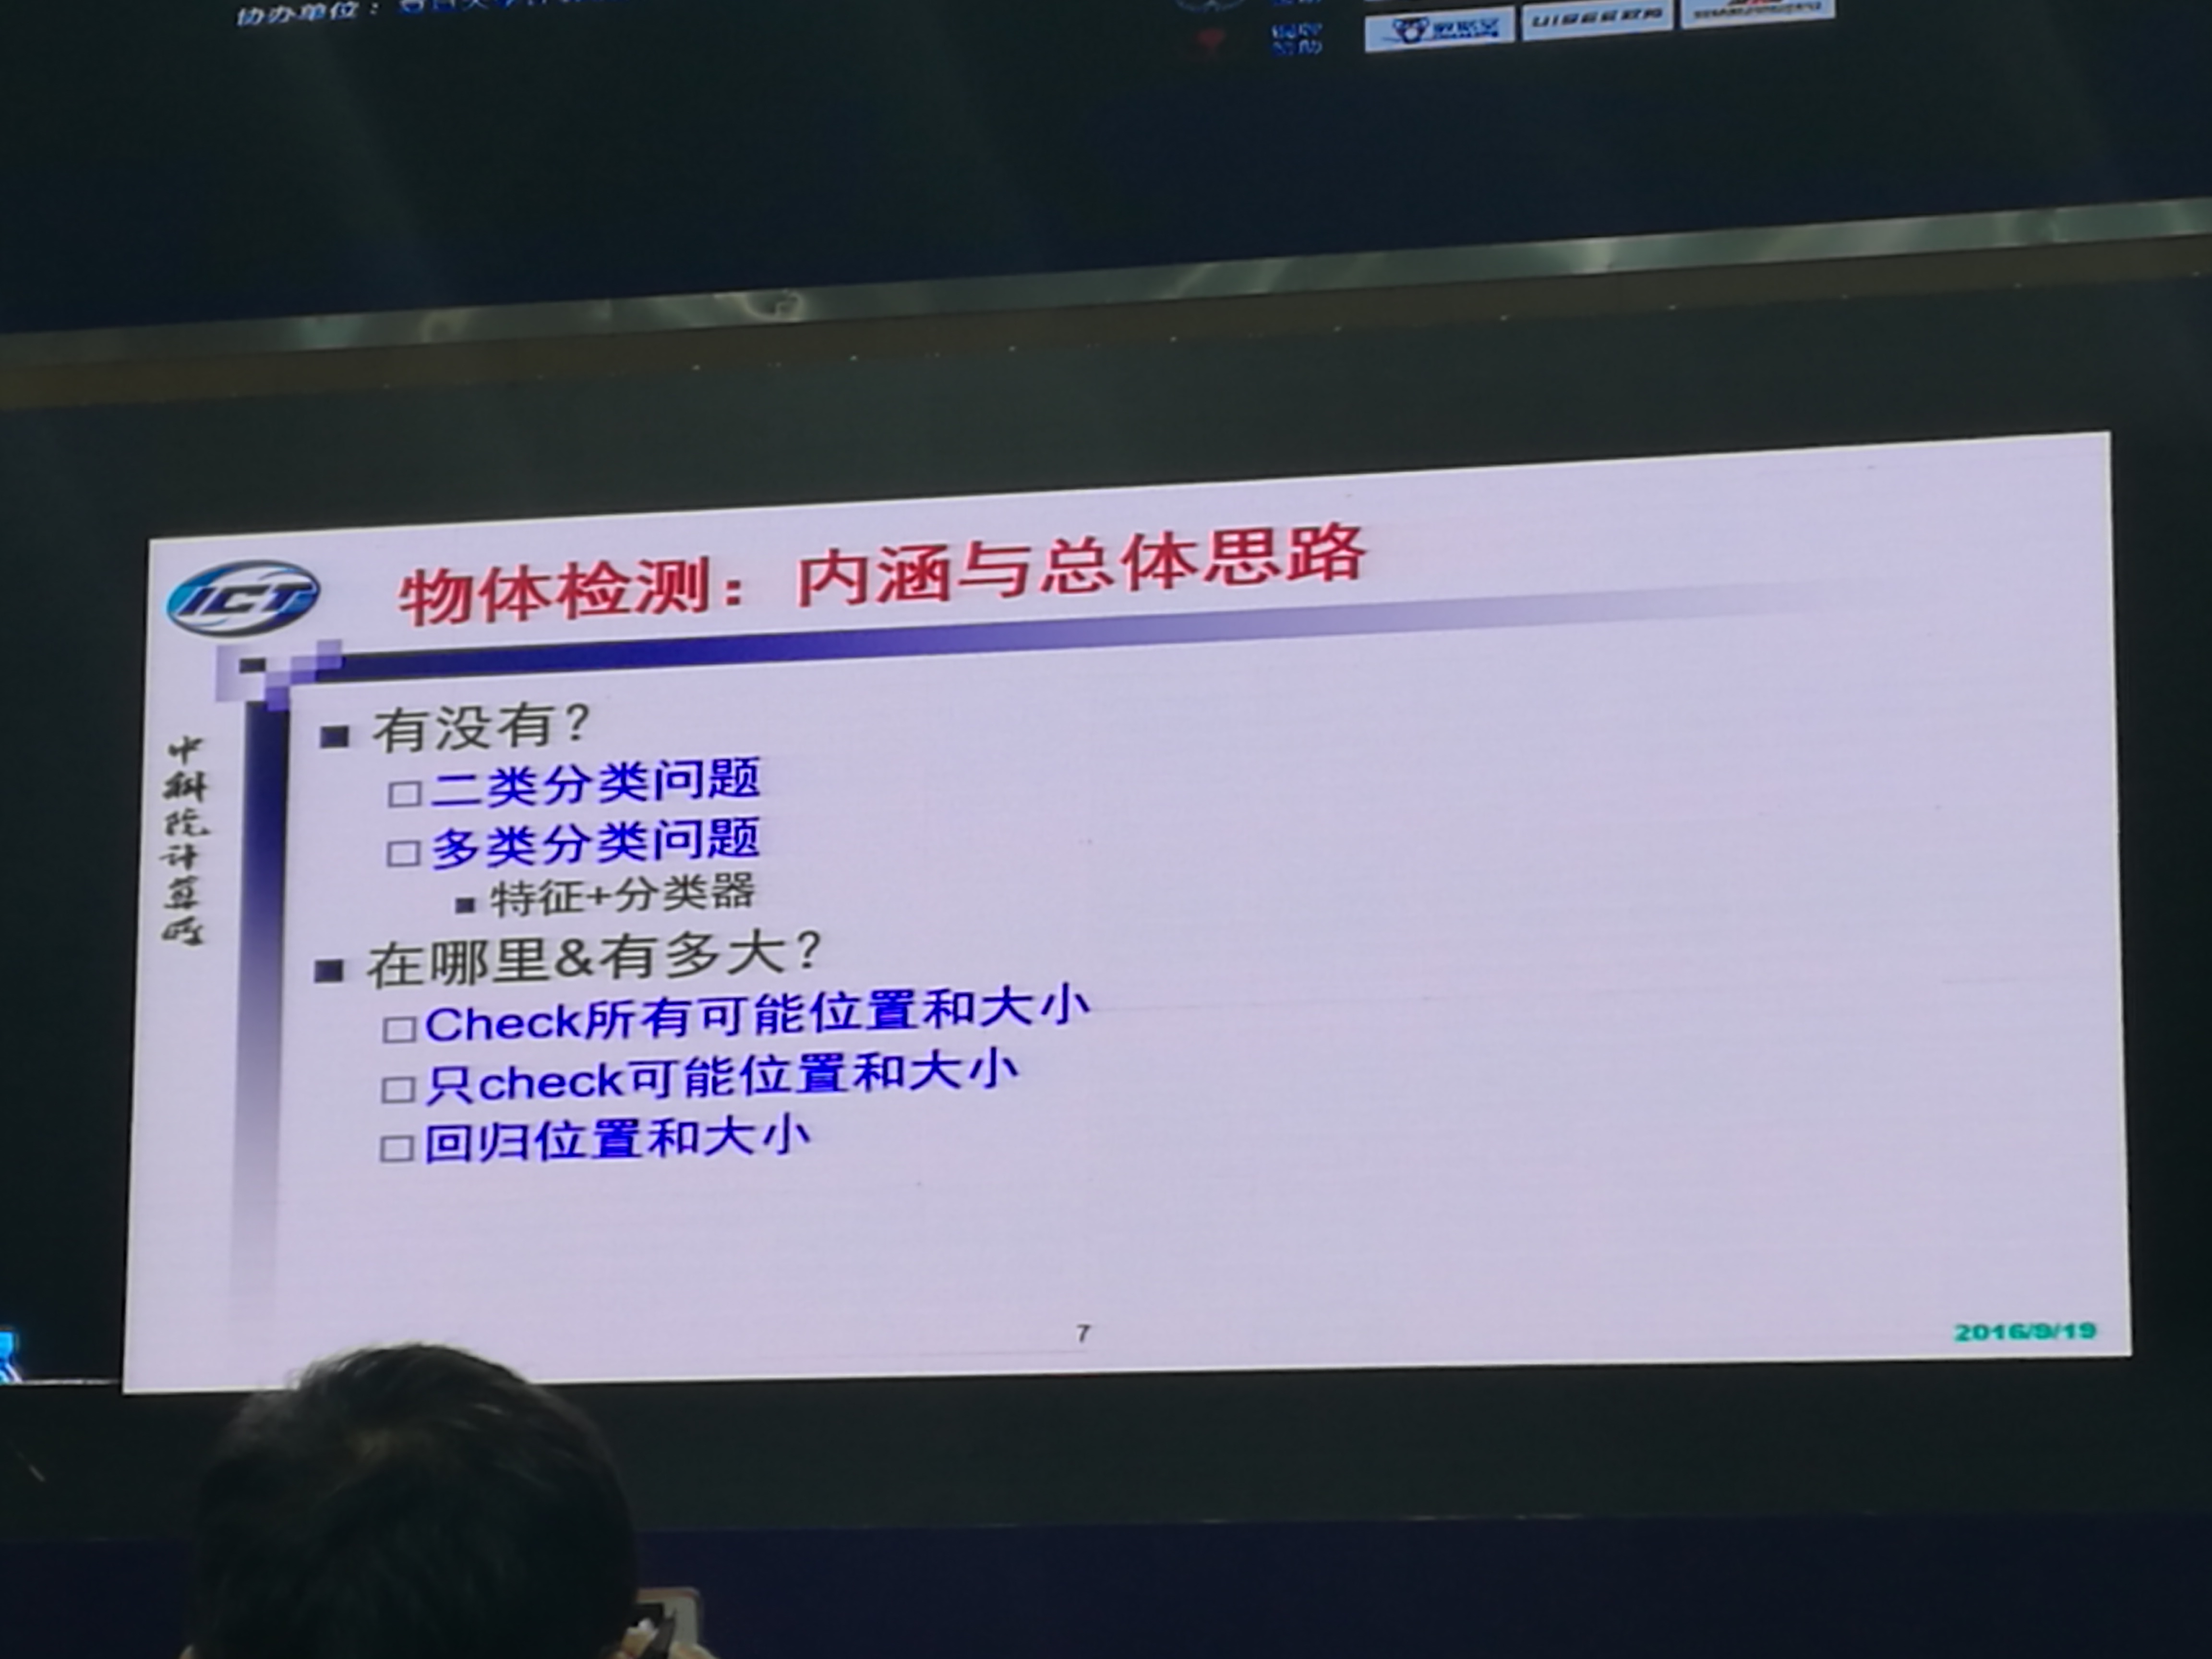 协办单位：
ICT
物体检测：内涵与总体思路
中科院计算所
有没有？
二类分类问题
多类分类问题
特征+分类器
在哪里&有多大？
Check所有可能位置和大小
只check可能位置和大小
回归位置和大小
7
2016/9/19